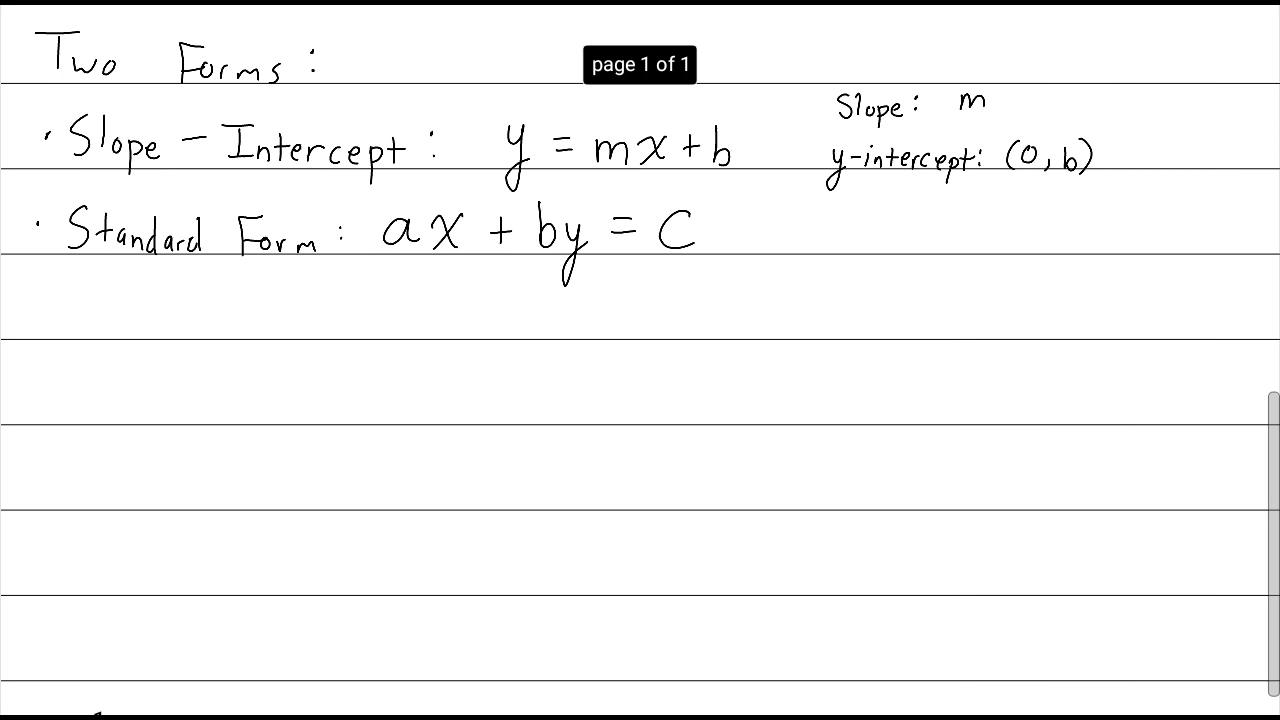 Two Forms:
page 1 of 1
Slope: m
· Slope - Intercept: y = mx + b
y-intercept: (0, b)
· Standard Form: ax + by = c